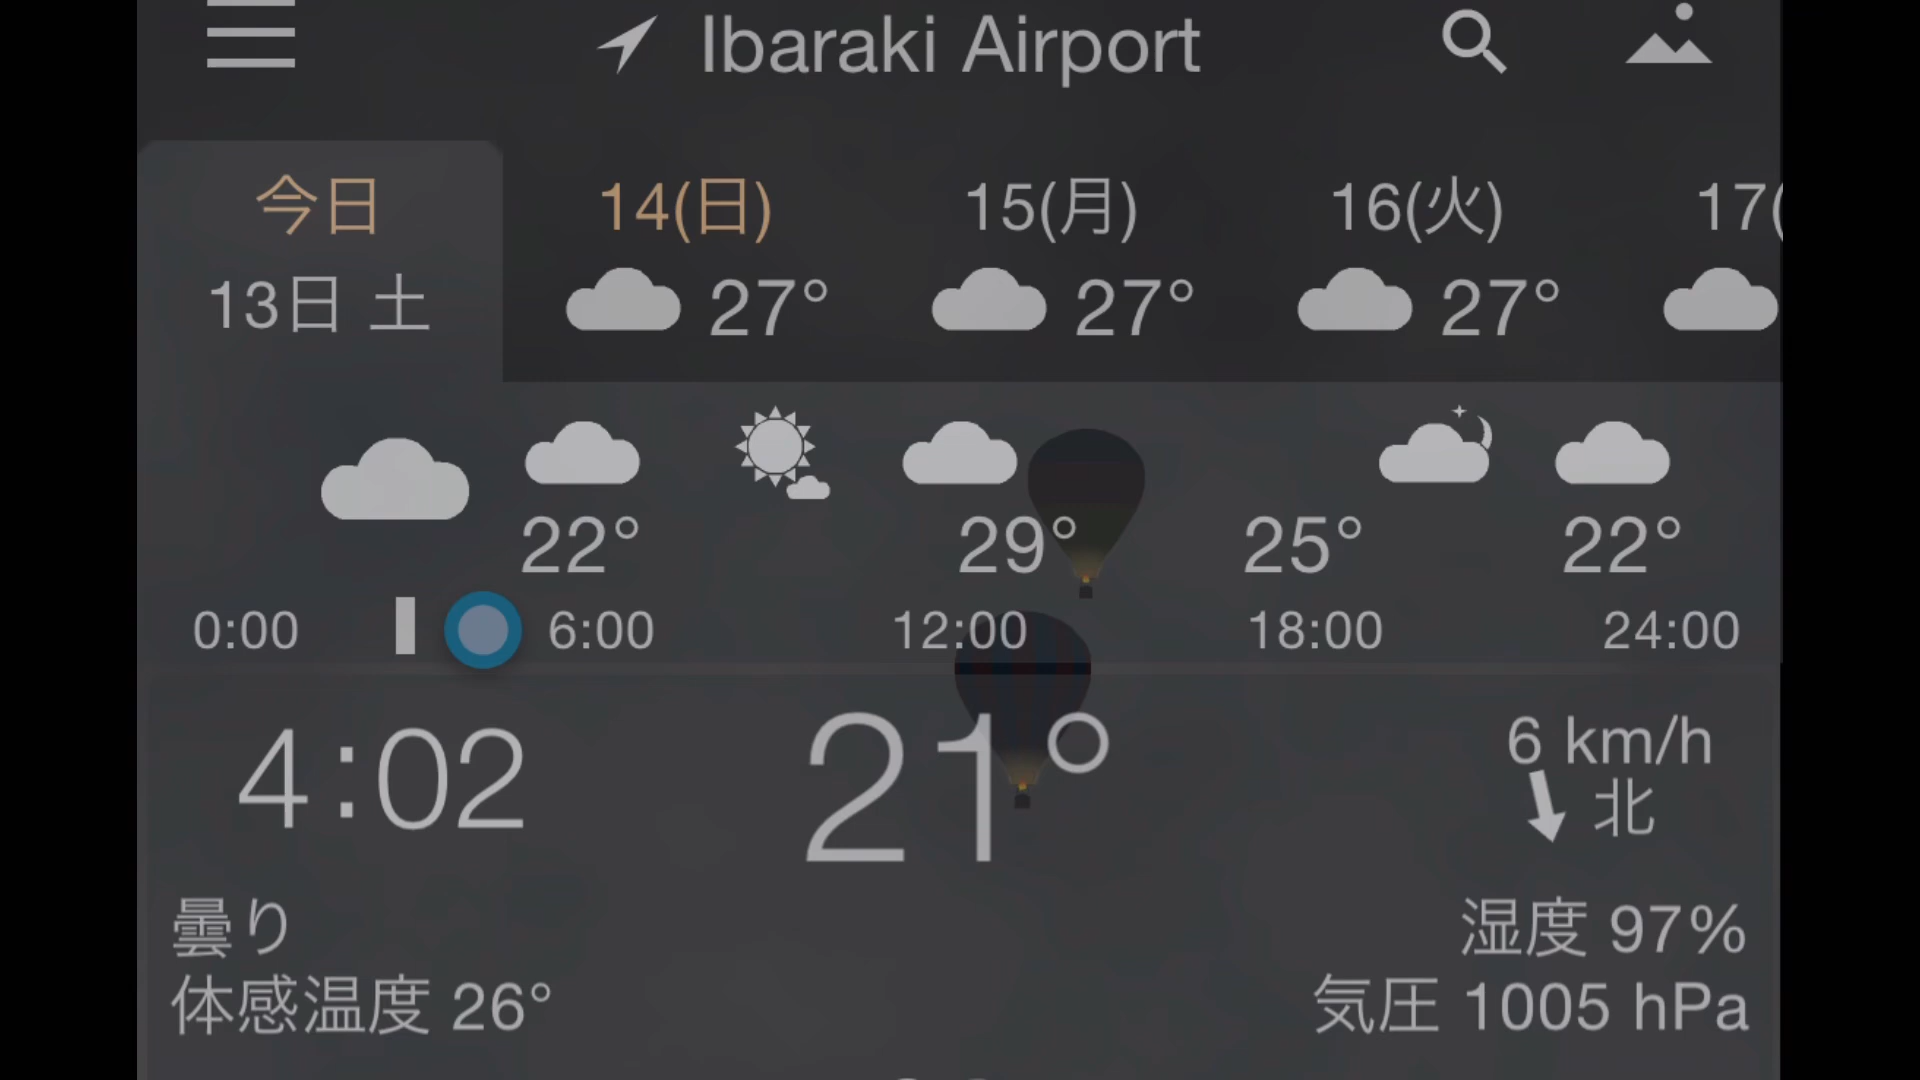 Ibaraki Airport
今日 14(日) 15(月) 16(火) 17(
13日 土 27° 27° 27°
22° 29° 25° 22°
0:00 6:00 12:00 18:00 24:00
4:02 21° 6 km/h
北
曇り 湿度 97%
体感温度 26° 気圧 1005 hPa